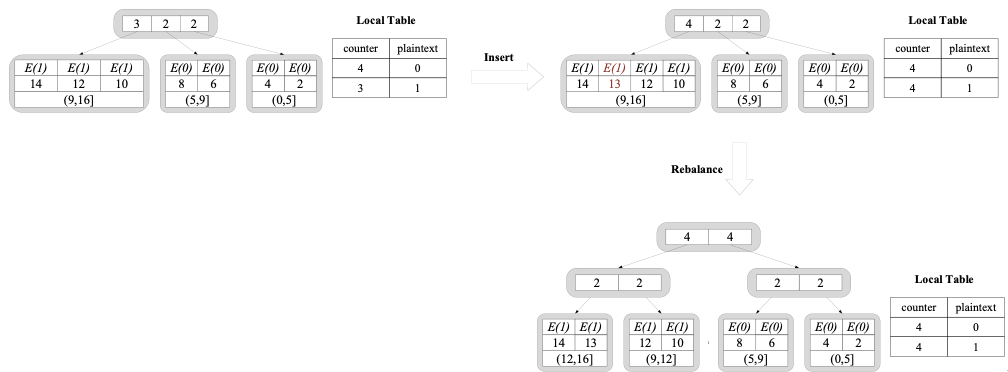 3 2 2
Local Table
counter plaintext
4 0
3 1
E(1) E(1) E(1)
14 12 10
(9,16]
E(0) E(0)
8 6
(5,9]
E(0) E(0)
4 2
(0,5]
Insert
4 2 2
Local Table
counter plaintext
4 0
4 1
E(1) E(1) E(1) E(1)
14 13 12 10
(9,16]
E(0) E(0)
8 6
(5,9]
E(0) E(0)
4 2
(0,5]
Rebalance
4 4
2 2
2 2
Local Table
counter plaintext
4 0
4 1
E(1) E(1)
14 13
(12,16]
E(1) E(1)
12 10
(9,12]
E(0) E(0)
8 6
(5,9]
E(0) E(0)
4 2
(0,5]